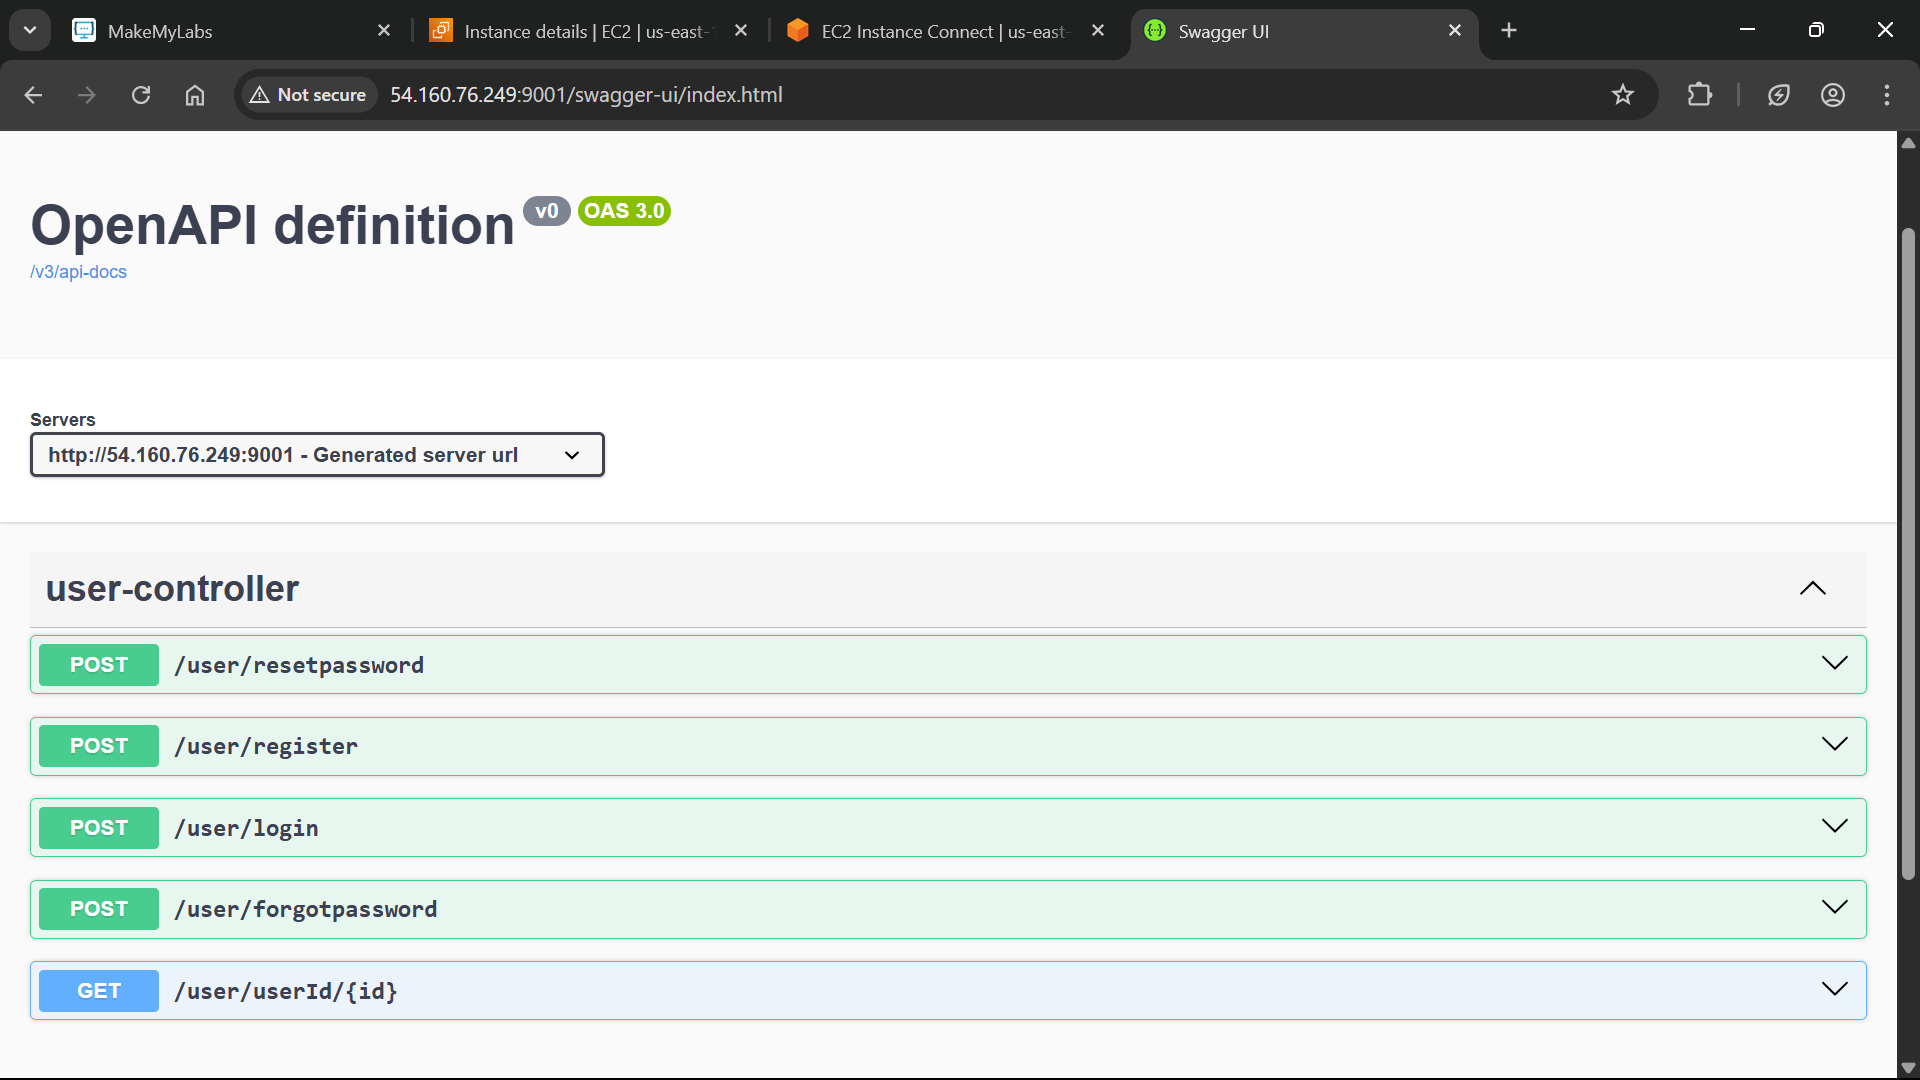 MakeMyLabs
Instance details | EC2 | us-east-1
EC2 Instance Connect | us-east-
Swagger UI
Not secure
54.160.76.249:9001/swagger-ui/index.html
OpenAPI definition
v0
OAS 3.0
/v3/api-docs
Servers
http://54.160.76.249:9001 - Generated server url
user-controller
POST /user/resetpassword
POST /user/register
POST /user/login
POST /user/forgotpassword
GET /user/userId/{id}